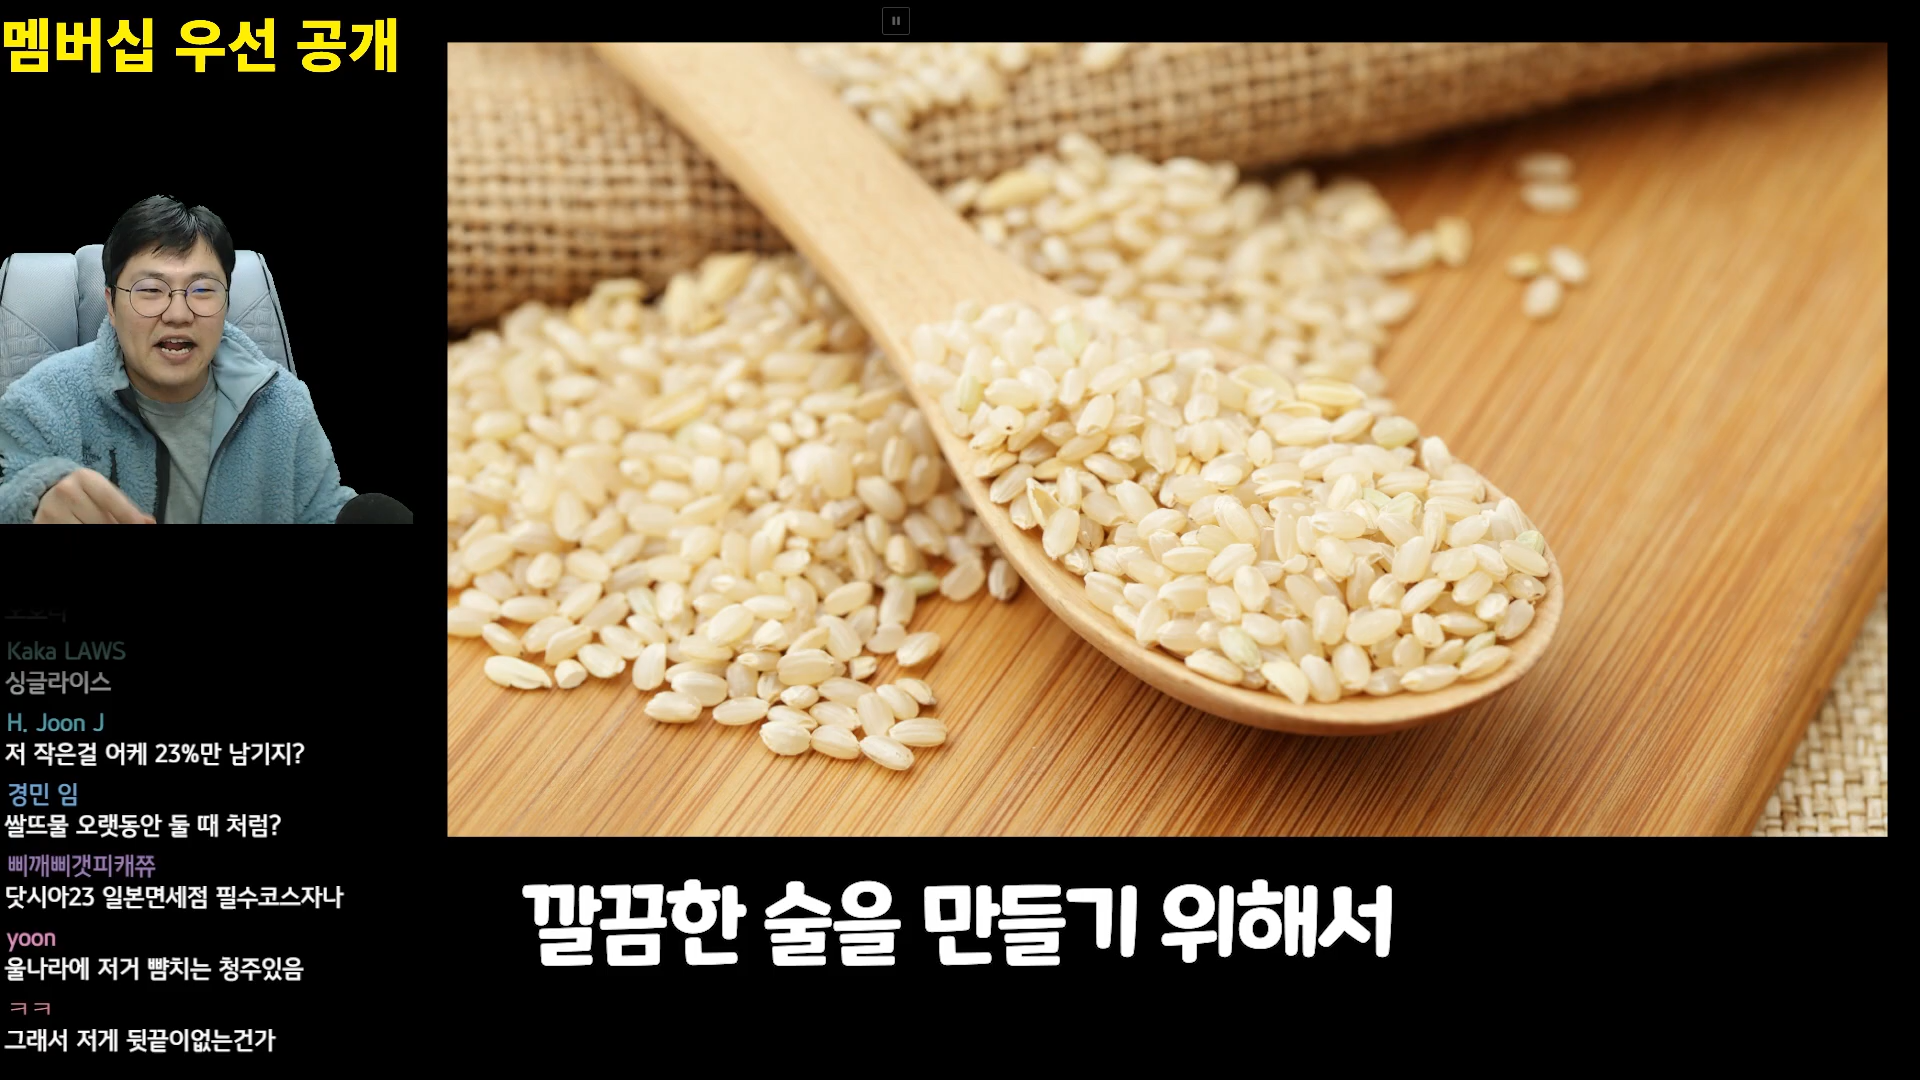 멤버십 우선 공개
Kaka LAWS
싱글라이스
H. Joon J
저 작은걸 어케 23%만 남기지?
경민 임
쌀뜨물 오랫동안 둘 때 처럼?
삐깨삐갯피캐쮸
닷시아23 일본면세점 필수코스자나
yoon
울나라에 저거 뺨치는 청주있음
ㅋㅋ
그래서 저게 뒷끝이없는건가
깔끔한 술을 만들기 위해서